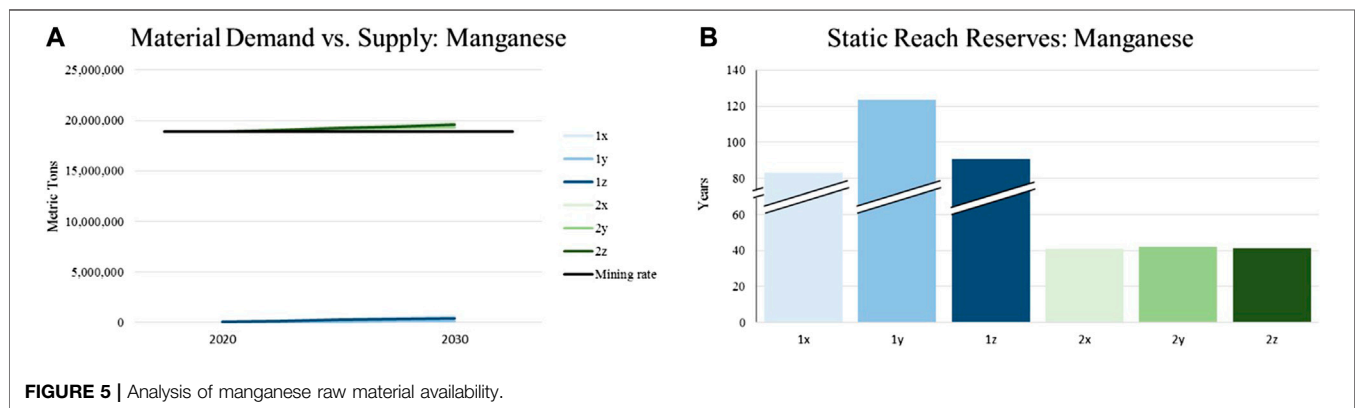 A
Material Demand vs. Supply: Manganese
25,000,000
20,000,000
15,000,000
10,000,000
5,000,000
0
Metric Tons
2020
2030
1x
1y
1z
2x
2y
2z
Mining rate
B
Static Reach Reserves: Manganese
140
120
100
80
60
40
20
0
Years
1x
1y
1z
2x
2y
2z
FIGURE 5 | Analysis of manganese raw material availability.